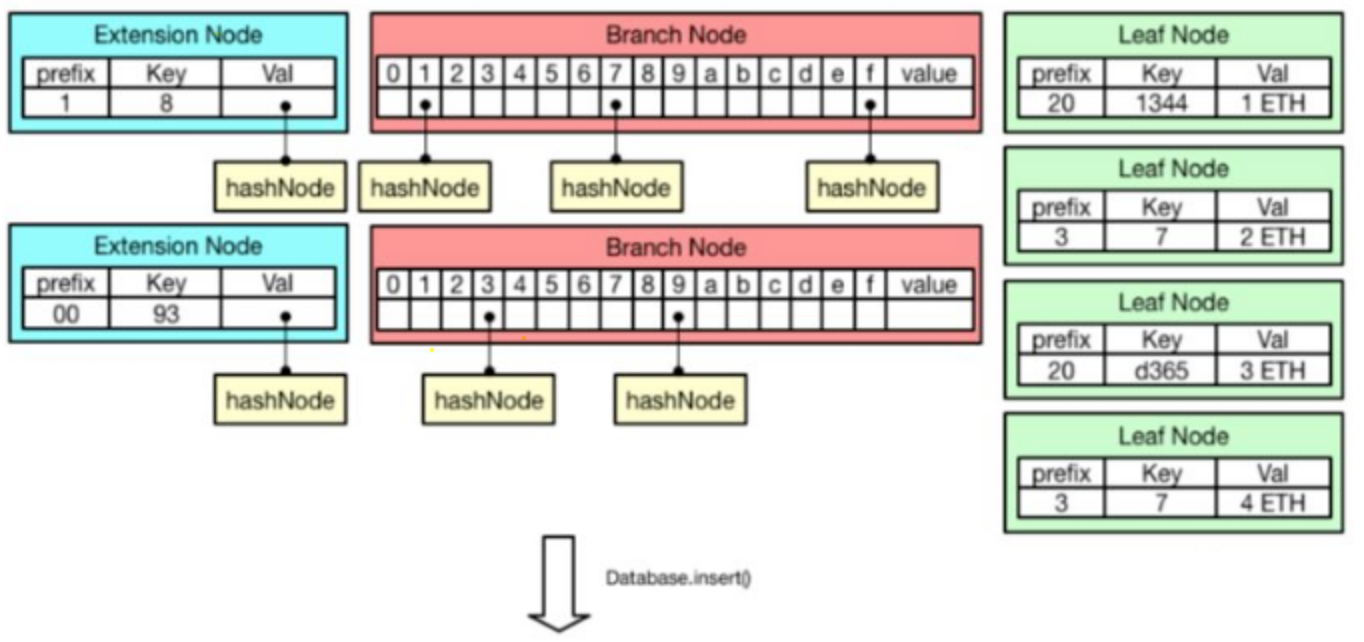 Extension Node
prefix Key Val
1 8
hashNode
Branch Node
0 1 2 3 4 5 6 7 8 9 a b c d e f value
hashNode hashNode hashNode
Leaf Node
prefix Key Val
20 1344 1 ETH
Leaf Node
prefix Key Val
3 7 2 ETH
Extension Node
prefix Key Val
00 93
hashNode
Branch Node
0 1 2 3 4 5 6 7 8 9 a b c d e f value
hashNode hashNode
Leaf Node
prefix Key Val
20 d365 3 ETH
Leaf Node
prefix Key Val
3 7 4 ETH
Database.insert()